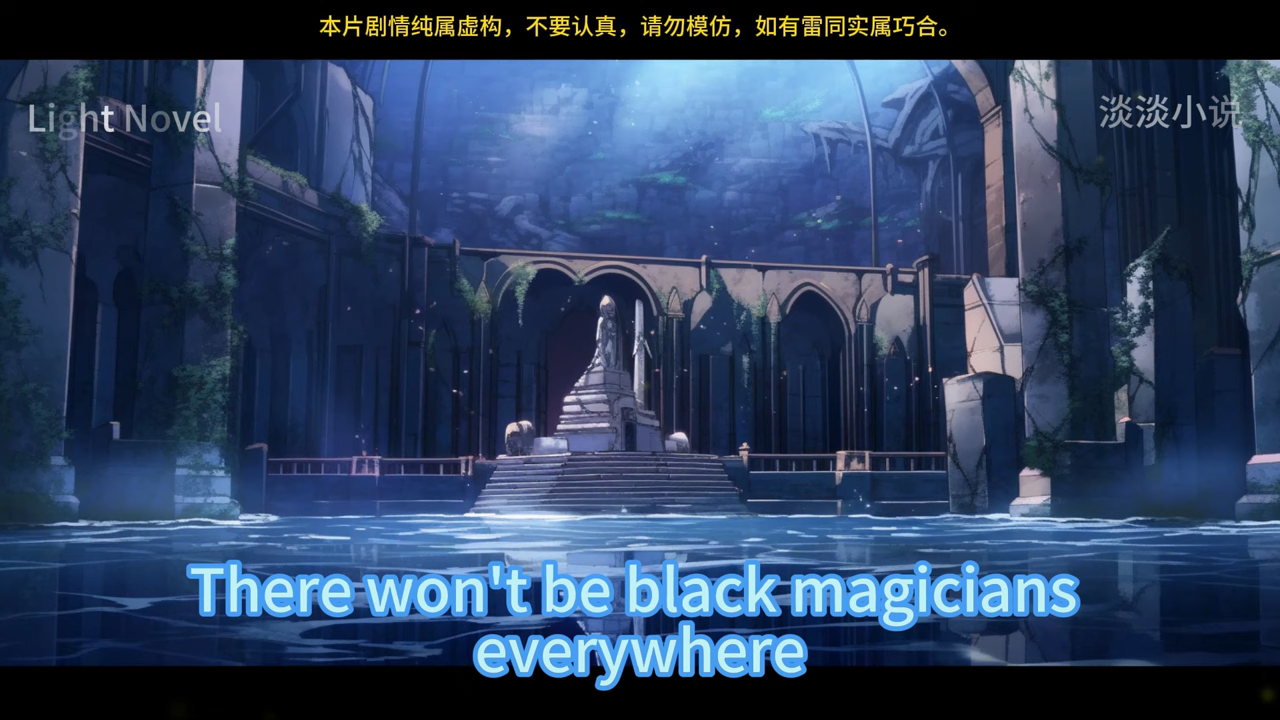 本片剧情纯属虚构，不要认真，请勿模仿，如有雷同实属巧合。
Light Novel
淡淡小说
There won't be black magicians
everywhere